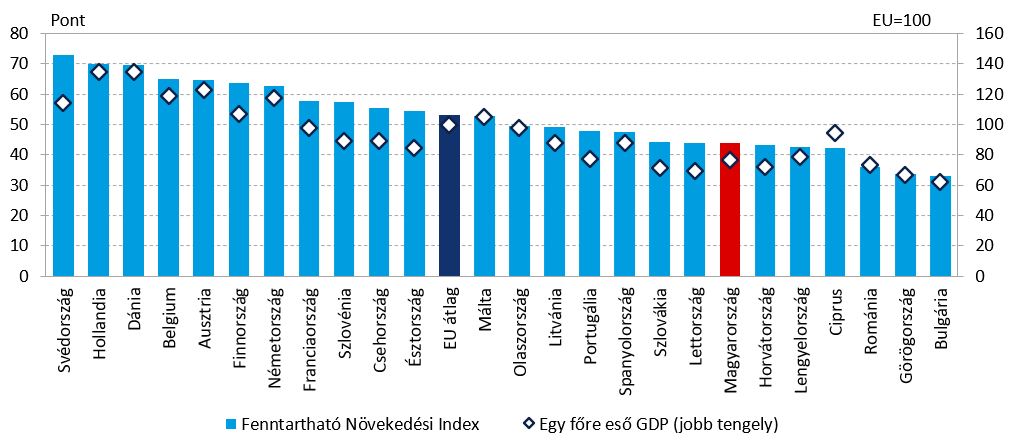 Pont
EU=100
80
70
60
50
40
30
20
10
0
160
140
120
100
80
60
40
20
0
Svédország
Hollandia
Dánia
Belgium
Ausztria
Finnország
Németország
Franciaország
Szlovénia
Csehország
Észtország
EU átlag
Málta
Olaszország
Litvánia
Portugália
Spanyolország
Szlovákia
Lettország
Magyarország
Horvátország
Lengyelország
Ciprus
Románia
Görögország
Bulgária
Fenntartható Növekedési Index
Egy főre eső GDP (jobb tengely)